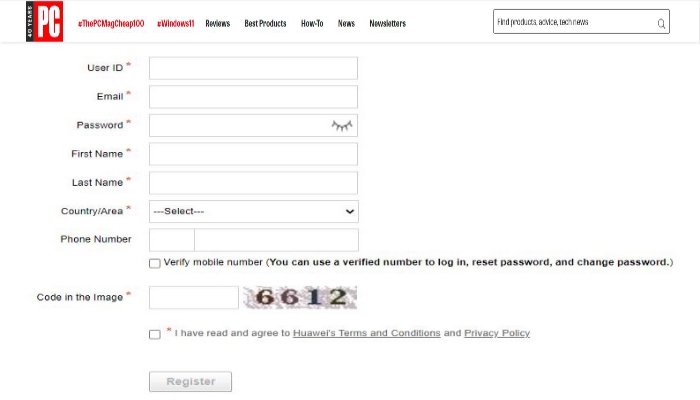 40 YEARS PC #ThePCMagCheap100 #Windows11 Reviews Best Products How-To News Newsletters Find products, advice, tech news
User ID *
Email *
Password *
First Name *
Last Name *
Country/Area * ---Select---
Phone Number
Verify mobile number (You can use a verified number to log in, reset password, and change password.)
Code in the Image * 6612
* I have read and agree to Huawei's Terms and Conditions and Privacy Policy
Register